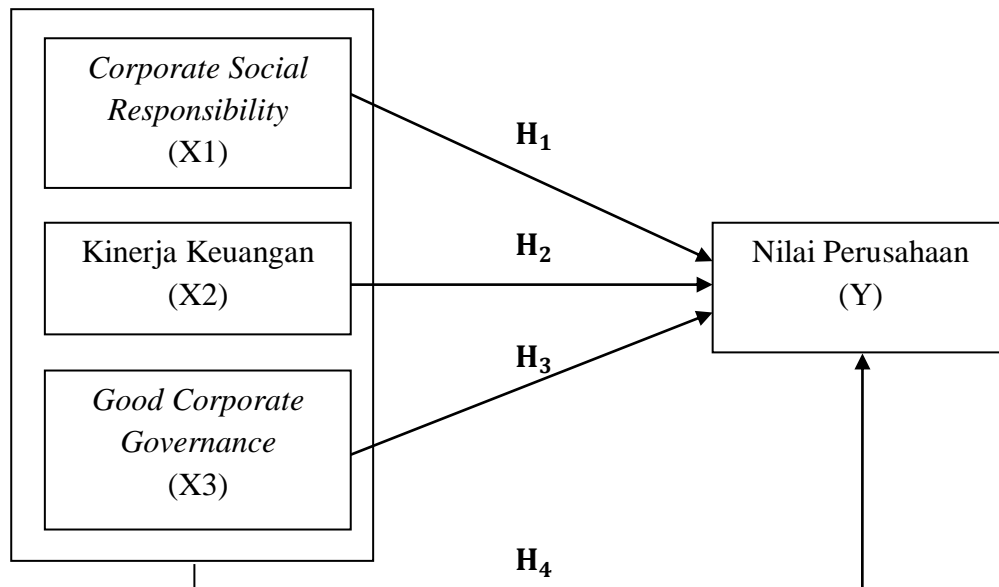 Corporate Social
Responsibility
(X1)
H₁
Kinerja Keuangan
(X2)
H₂
Nilai Perusahaan
(Y)
H₃
Good Corporate
Governance
(X3)
H₄